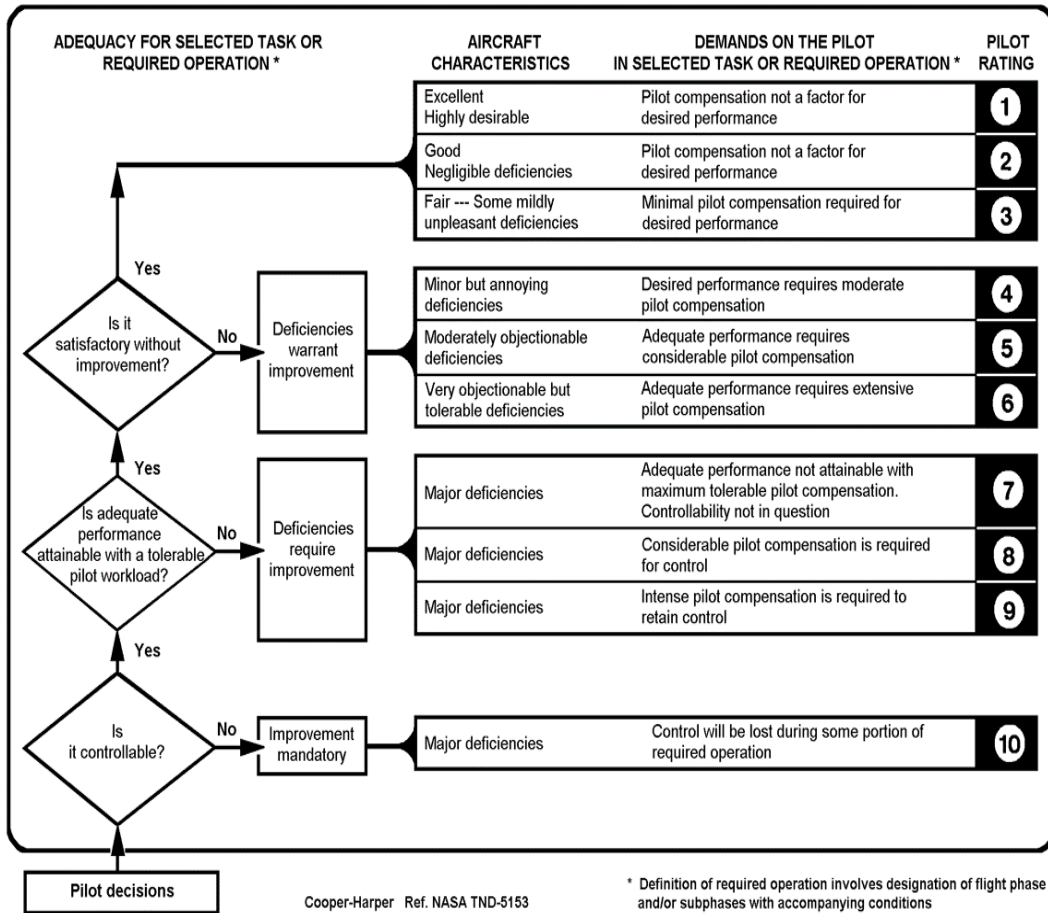 ADEQUACY FOR SELECTED TASK OR
REQUIRED OPERATION *
AIRCRAFT
CHARACTERISTICS
DEMANDS ON THE PILOT
IN SELECTED TASK OR REQUIRED OPERATION *
PILOT
RATING
Excellent
Highly desirable
Pilot compensation not a factor for
desired performance
1
Good
Negligible deficiencies
Pilot compensation not a factor for
desired performance
2
Fair --- Some mildly
unpleasant deficiencies
Minimal pilot compensation required for
desired performance
3
Yes
Is it
satisfactory without
improvement?
No
Deficiencies
warrant
improvement
Minor but annoying
deficiencies
Desired performance requires moderate
pilot compensation
4
Moderately objectionable
deficiencies
Adequate performance requires
considerable pilot compensation
5
Very objectionable but
tolerable deficiencies
Adequate performance requires extensive
pilot compensation
6
Yes
Is adequate
performance
attainable with a tolerable
pilot workload?
No
Deficiencies
require
improvement
Major deficiencies
Adequate performance not attainable with
maximum tolerable pilot compensation.
Controllability not in question
7
Major deficiencies
Considerable pilot compensation is required
for control
8
Major deficiencies
Intense pilot compensation is required to
retain control
9
Yes
Is
it controllable?
No
Improvement
mandatory
Major deficiencies
Control will be lost during some portion of
required operation
10
Pilot decisions
Cooper-Harper Ref. NASA TND-5153
* Definition of required operation involves designation of flight phase
and/or subphases with accompanying conditions